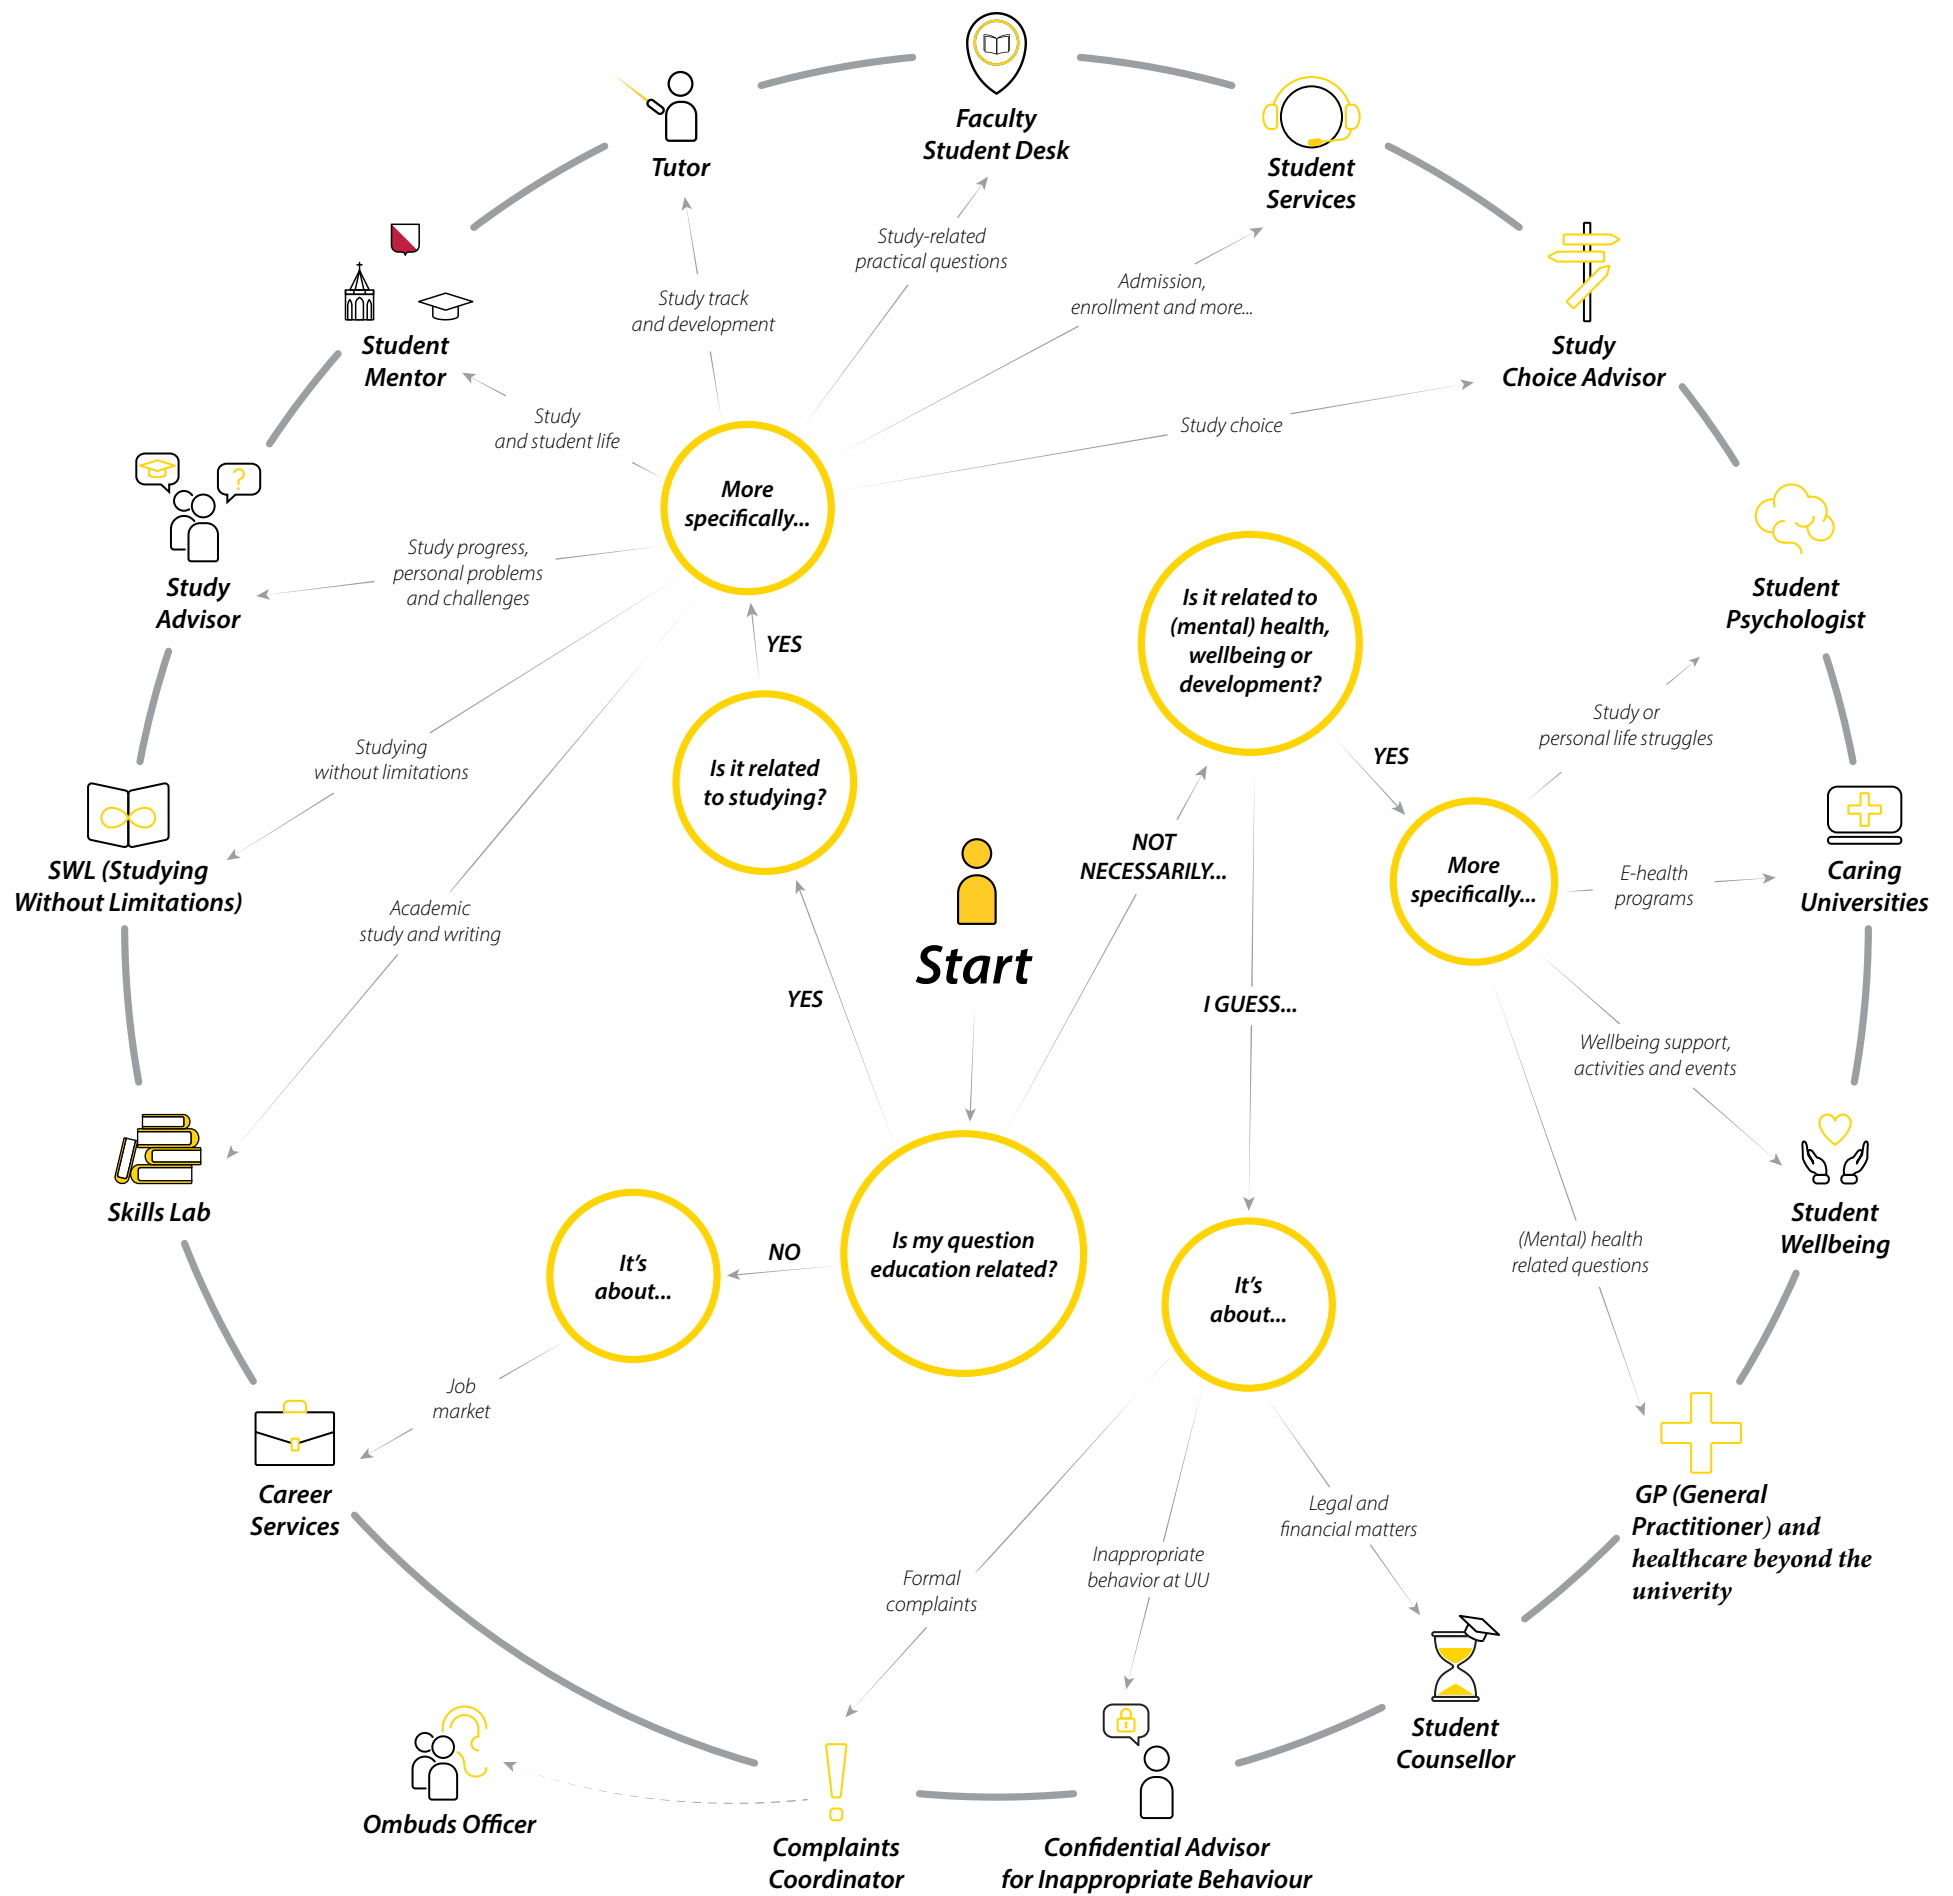 Faculty
Student Desk
Tutor
Student
Services
Study-related
practical questions
Admission,
enrollment and more...
Study track
and development
Student
Mentor
Study
Choice Advisor
Study
and student life
Study choice
More
specifically...
Study progress,
personal problems
and challenges
Study
Advisor
Is it related to
(mental) health,
wellbeing or
development?
Student
Psychologist
YES
Studying
without limitations
Is it related
to studying?
YES
Study or
personal life struggles
SWL (Studying
Without Limitations)
NOT
NECESSARILY...
More
specifically...
E-health
programs
Caring
Universities
Academic
study and writing
Start
YES
I GUESS...
Wellbeing support,
activities and events
Skills Lab
Student
Wellbeing
It's
about...
NO
Is my question
education related?
It's
about...
(Mental) health
related questions
Job
market
Career
Services
Legal and
financial matters
GP (General
Practitioner) and
healthcare beyond the
univerity
Formal
complaints
Inappropriate
behavior at UU
Student
Counsellor
Ombuds Officer
Complaints
Coordinator
Confidential Advisor
for Inappropriate Behaviour
?